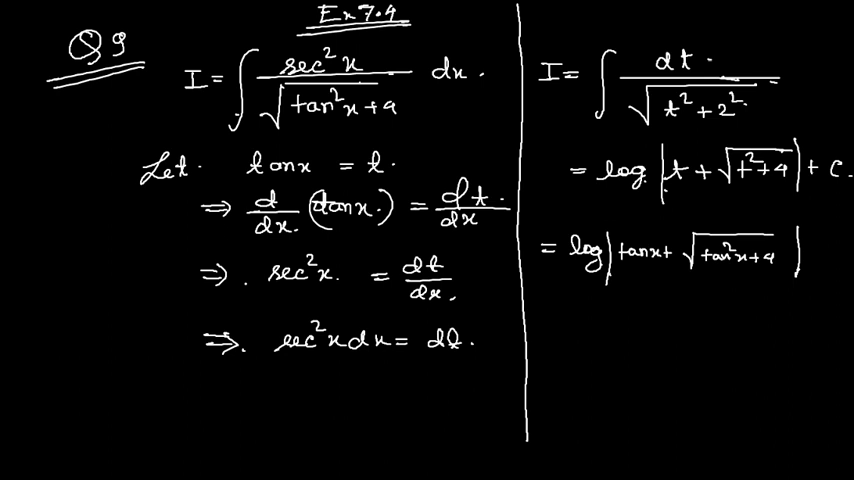 Ex 7.4
Q 9
I = ∫ sec²x / √(tan²x + 4) dx.
Let. tanx = t.
⇒ d/dx. (tanx.) = dt./dx
⇒. sec²x. = dt/dx.
⇒. sec²x dx = dt.
I = ∫ dt. / √(t² + 2².)
= log. |t + √(t² + 4)| + C.
= log |tanx + √(tan²x + 4)|